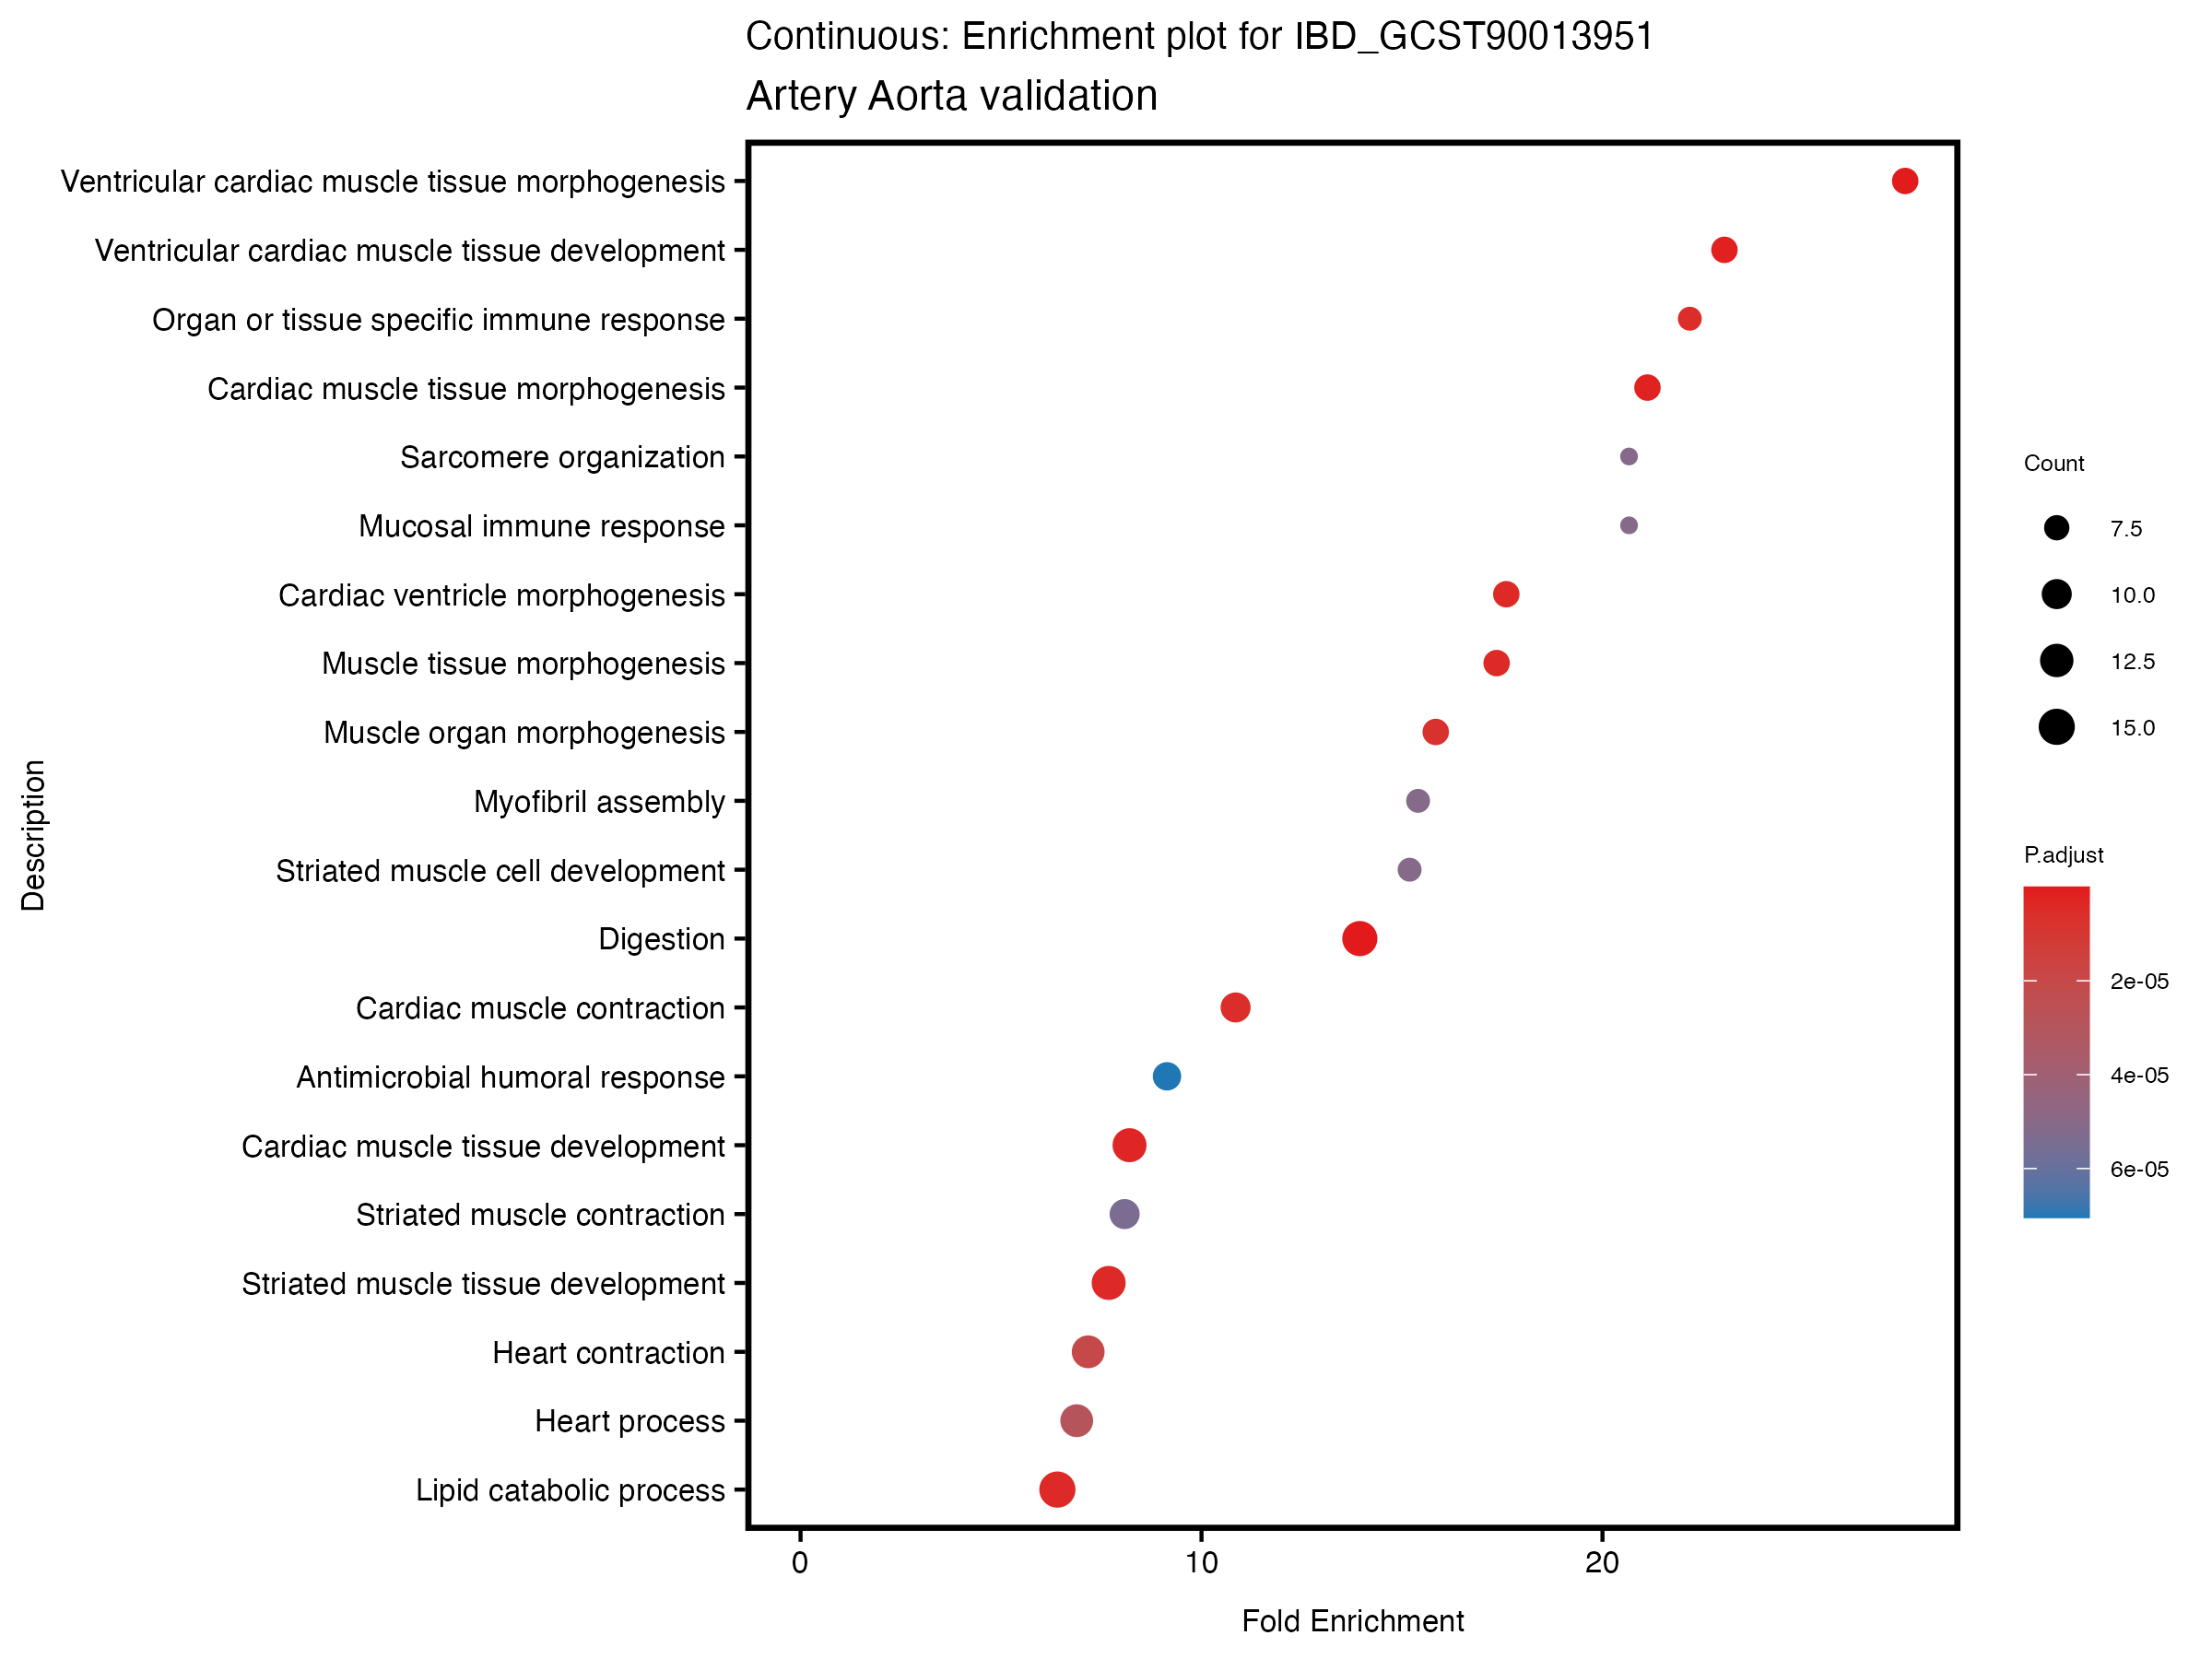 Continuous: Enrichment plot for IBD_GCST90013951
Artery Aorta validation
Description
Ventricular cardiac muscle tissue morphogenesis
Ventricular cardiac muscle tissue development
Organ or tissue specific immune response
Cardiac muscle tissue morphogenesis
Sarcomere organization
Mucosal immune response
Cardiac ventricle morphogenesis
Muscle tissue morphogenesis
Muscle organ morphogenesis
Myofibril assembly
Striated muscle cell development
Digestion
Cardiac muscle contraction
Antimicrobial humoral response
Cardiac muscle tissue development
Striated muscle contraction
Striated muscle tissue development
Heart contraction
Heart process
Lipid catabolic process
0 10 20
Fold Enrichment
Count
7.5
10.0
12.5
15.0
P.adjust
2e-05
4e-05
6e-05